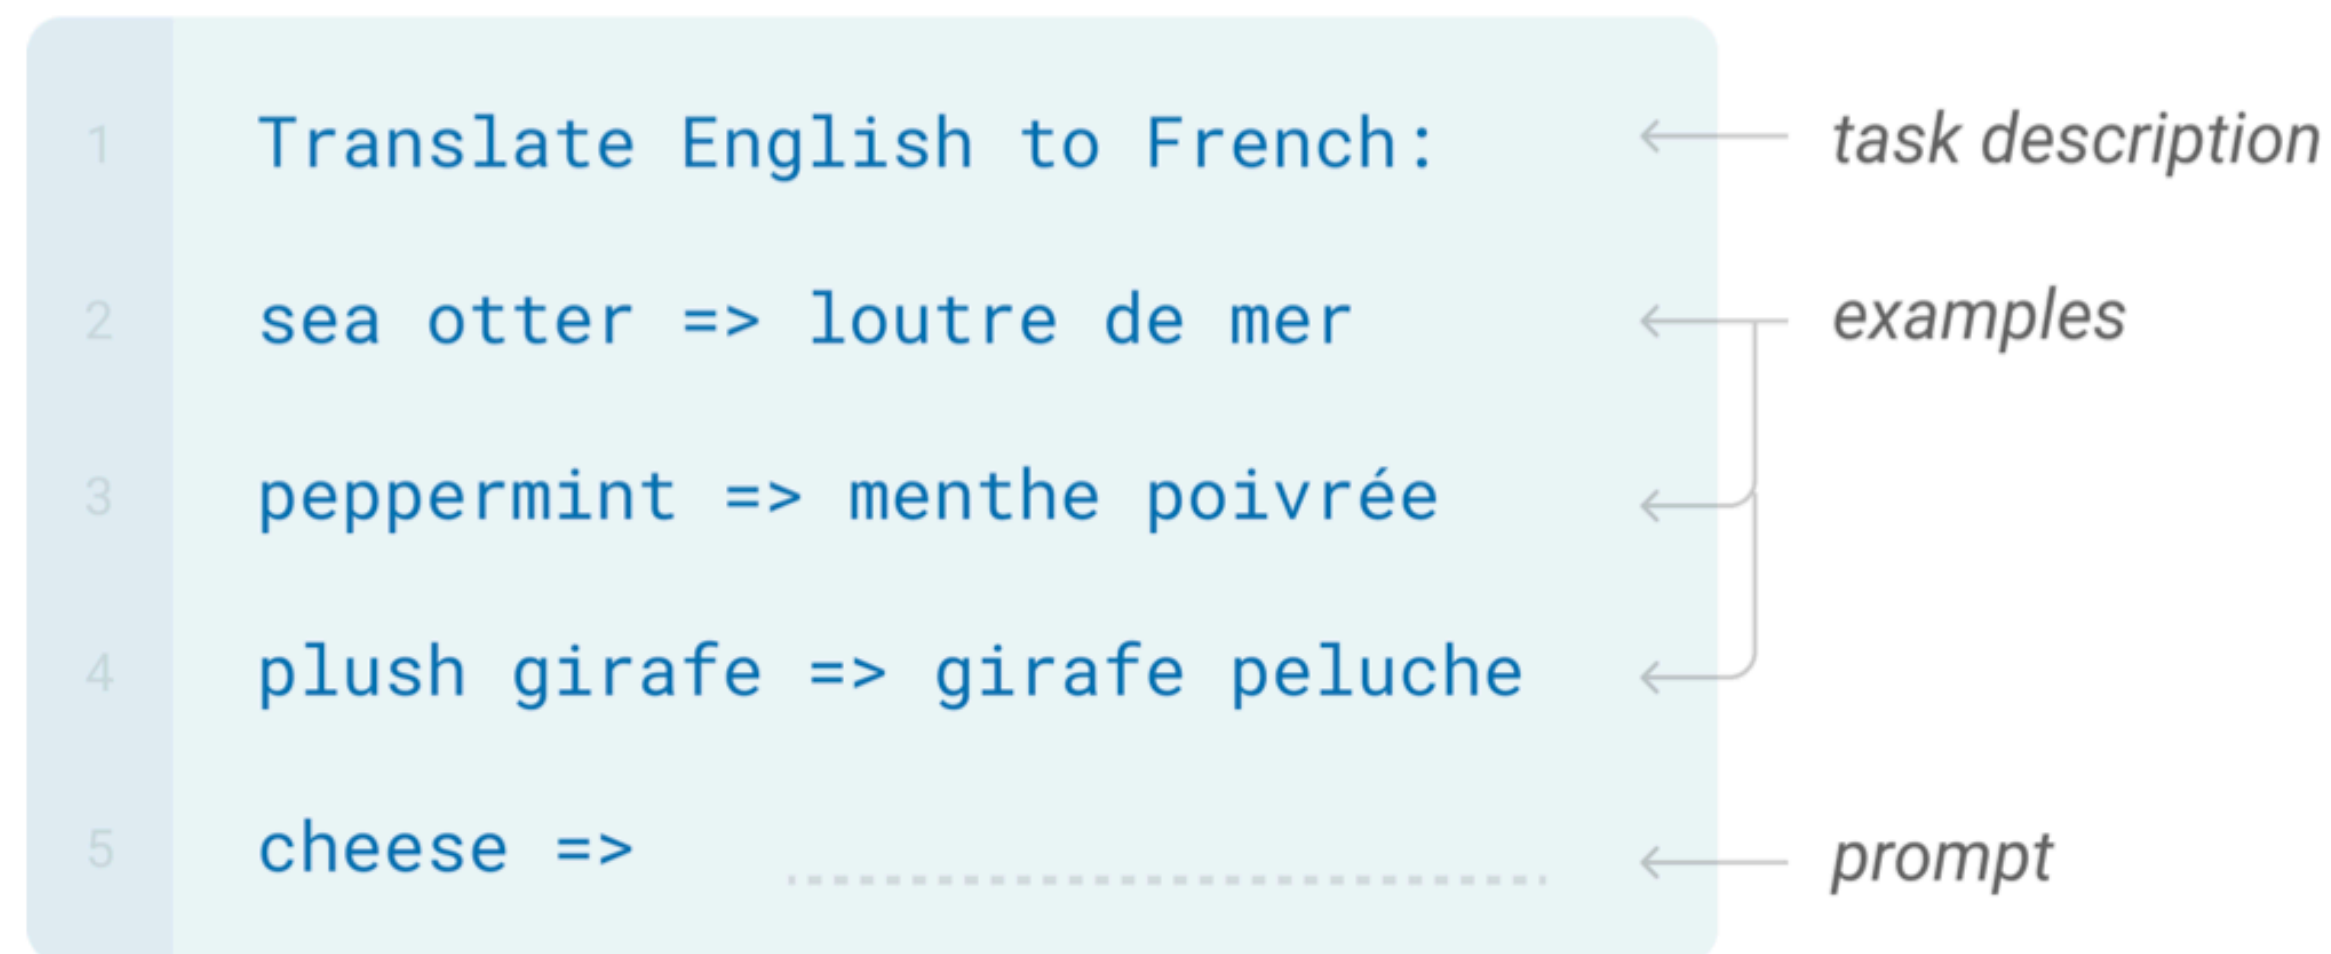 1 Translate English to French: task description
2 sea otter => loutre de mer examples
3 peppermint => menthe poivrée
4 plush girafe => girafe peluche
5 cheese => prompt